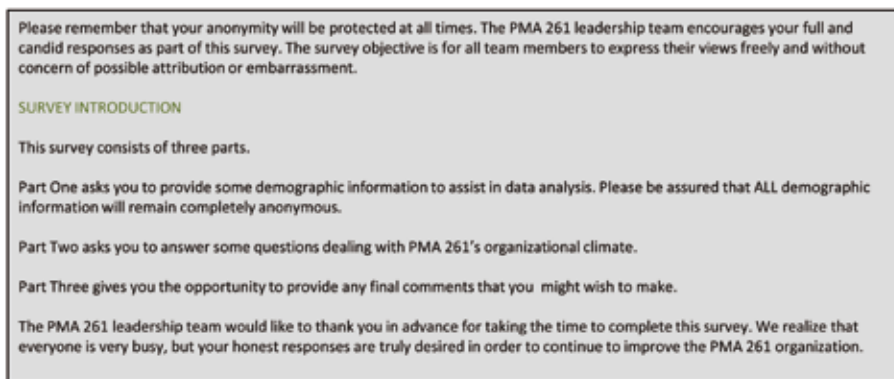 Please remember that your anonymity will be protected at all times. The PMA 261 leadership team encourages your full and
candid responses as part of this survey. The survey objective is for all team members to express their views freely and without
concern of possible attribution or embarrassment.
SURVEY INTRODUCTION
This survey consists of three parts.
Part One asks you to provide some demographic information to assist in data analysis. Please be assured that ALL demographic
information will remain completely anonymous.
Part Two asks you to answer some questions dealing with PMA 261's organizational climate.
Part Three gives you the opportunity to provide any final comments that you might wish to make.
The PMA 261 leadership team would like to thank you in advance for taking the time to complete this survey. We realize that
everyone is very busy, but your honest responses are truly desired in order to continue to improve the PMA 261 organization.